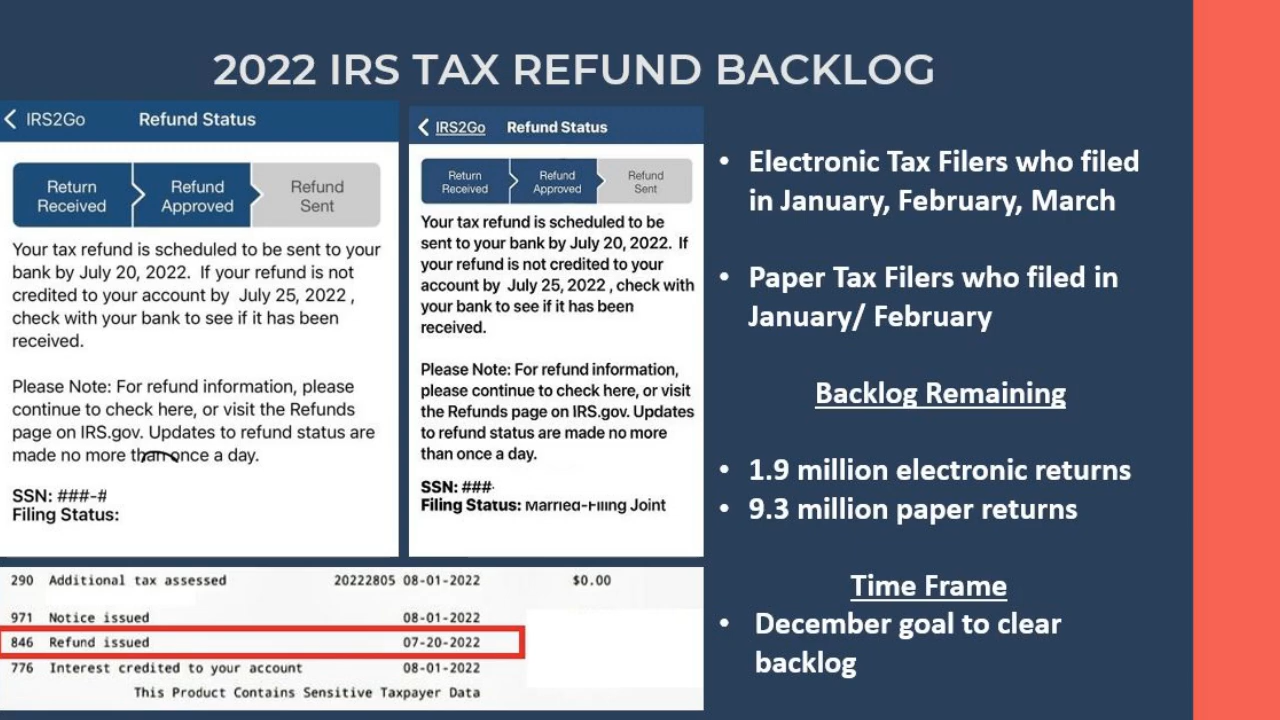 2022 IRS TAX REFUND BACKLOG
IRS2Go Refund Status
Return Received
Refund Approved
Refund Sent
Your tax refund is scheduled to be sent to your
bank by July 20, 2022. If your refund is not
credited to your account by July 25, 2022 ,
check with your bank to see if it has been
received.
Please Note: For refund information, please
continue to check here, or visit the Refunds
page on IRS.gov. Updates to refund status are
made no more than once a day.
SSN: ###-#
Filing Status:
IRS2Go Refund Status
Return Received
Refund Approved
Refund Sent
Your tax refund is scheduled to be
sent to your bank by July 20, 2022. If
your refund is not credited to your
account by July 25, 2022 , check with
your bank to see if it has been
received.
Please Note: For refund information,
please continue to check here, or visit
the Refunds page on IRS.gov. Updates
to refund status are made no more
than once a day.
SSN: ###-
Filing Status: Married-Filing Joint
290 Additional tax assessed 20222805 08-01-2022 $0.00
971 Notice issued 08-01-2022
846 Refund issued 07-20-2022
776 Interest credited to your account 08-01-2022
This Product Contains Sensitive Taxpayer Data
• Electronic Tax Filers who filed
in January, February, March
• Paper Tax Filers who filed in
January/ February
Backlog Remaining
• 1.9 million electronic returns
• 9.3 million paper returns
Time Frame
• December goal to clear
backlog